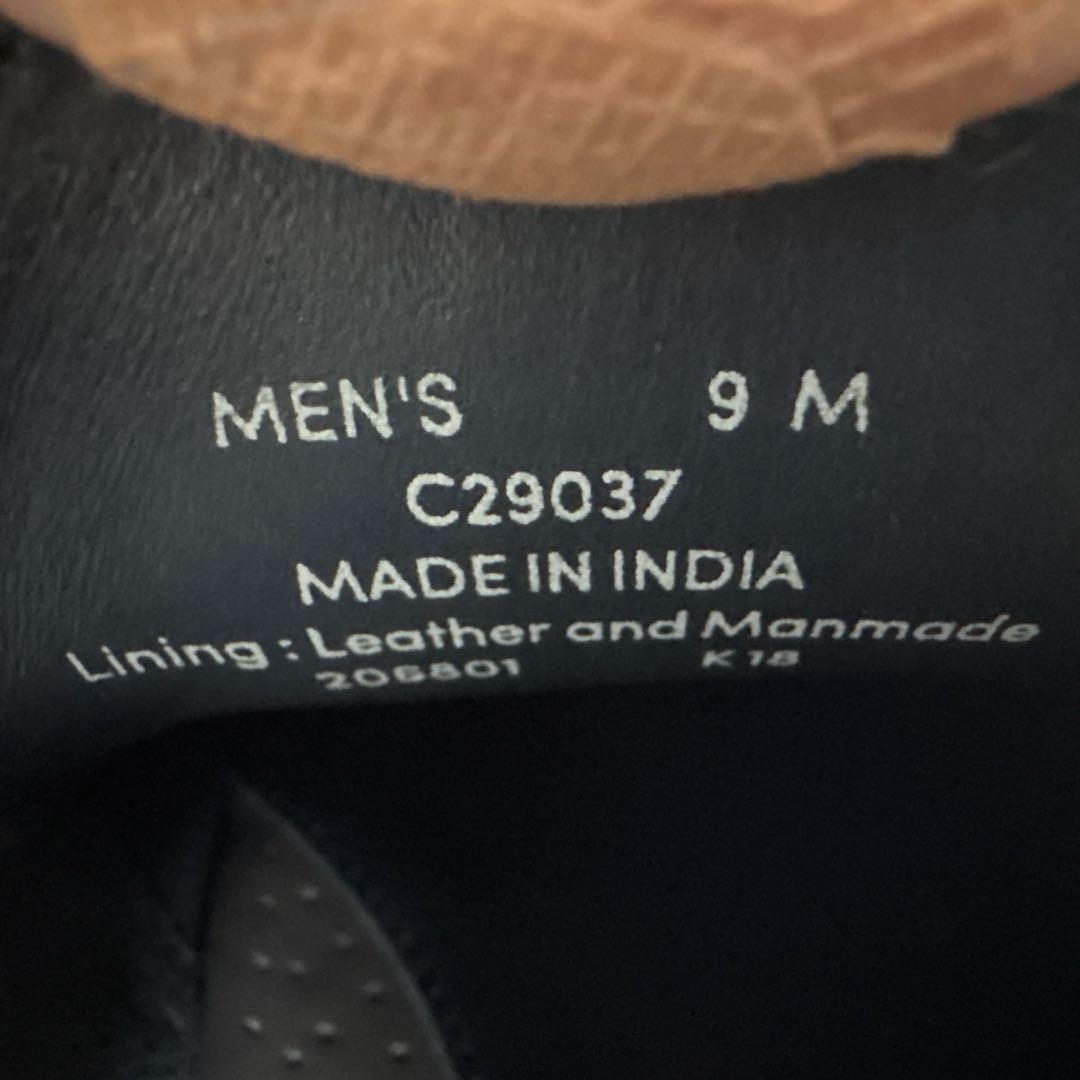 MEN'S 9 M
C29037
MADE IN INDIA
Lining : Leather and Manmade
206801 K18